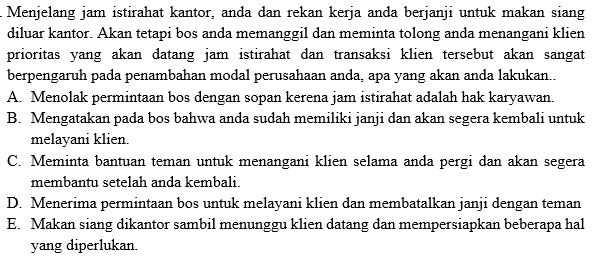 . Menjelang jam istirahat kantor, anda dan rekan kerja anda berjanji untuk makan siang
diluar kantor. Akan tetapi bos anda memanggil dan meminta tolong anda menangani klien
prioritas yang akan datang jam istirahat dan transaksi klien tersebut akan sangat
berpengaruh pada penambahan modal perusahaan anda, apa yang akan anda lakukan..
A. Menolak permintaan bos dengan sopan kerena jam istirahat adalah hak karyawan.
B. Mengatakan pada bos bahwa anda sudah memiliki janji dan akan segera kembali untuk
melayani klien.
C. Meminta bantuan teman untuk menangani klien selama anda pergi dan akan segera
membantu setelah anda kembali.
D. Menerima permintaan bos untuk melayani klien dan membatalkan janji dengan teman
E. Makan siang dikantor sambil menunggu klien datang dan mempersiapkan beberapa hal
yang diperlukan.